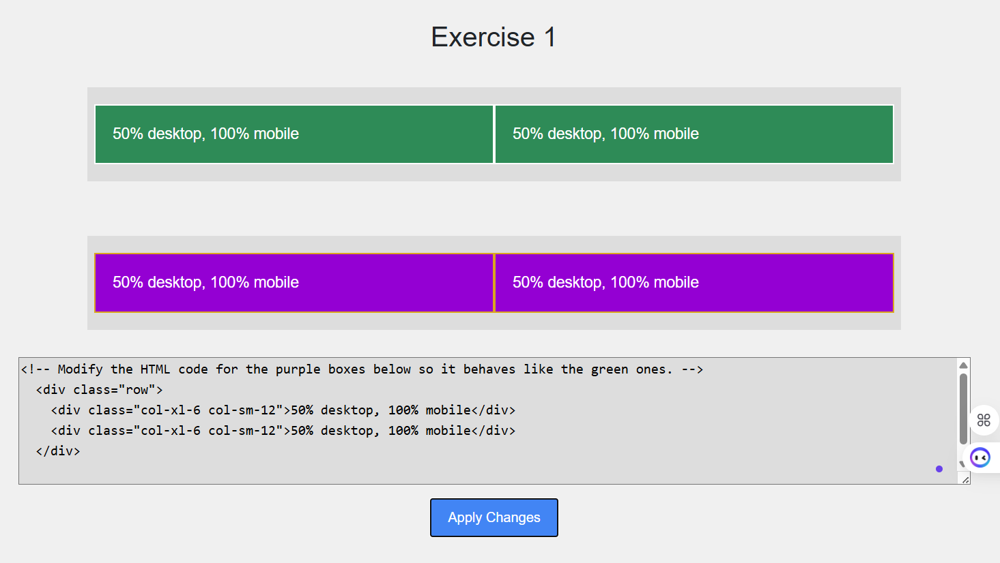 Exercise 1
50% desktop, 100% mobile
50% desktop, 100% mobile
50% desktop, 100% mobile
50% desktop, 100% mobile
<!-- Modify the HTML code for the purple boxes below so it behaves like the green ones. -->
  <div class="row">
    <div class="col-xl-6 col-sm-12">50% desktop, 100% mobile</div>
    <div class="col-xl-6 col-sm-12">50% desktop, 100% mobile</div>
  </div>
Apply Changes